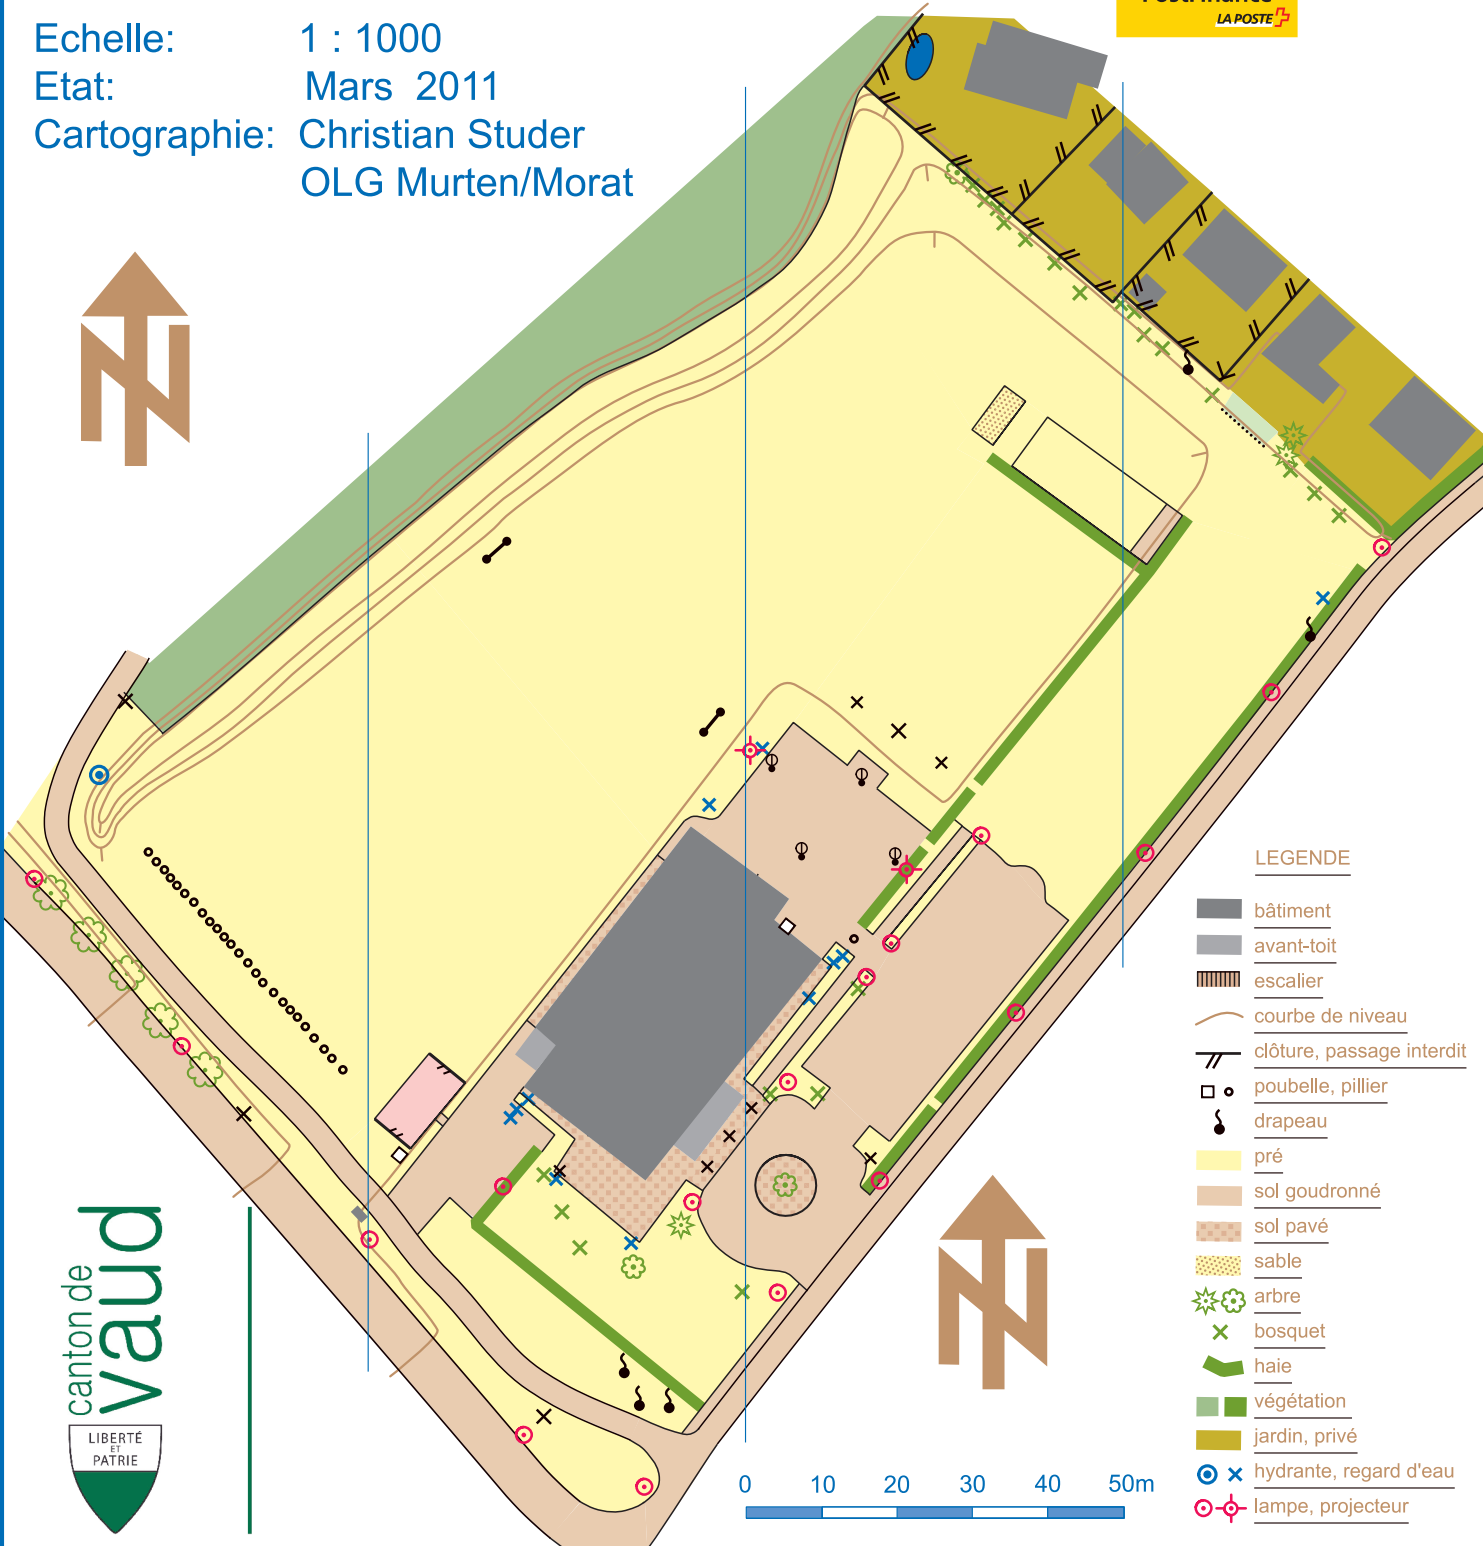 Echelle: 1 : 1000
Etat: Mars 2011
Cartographie: Christian Studer
OLG Murten/Morat
PostFinance
LA POSTE
LEGENDE
bâtiment
avant-toit
escalier
courbe de niveau
clôture, passage interdit
poubelle, pillier
drapeau
pré
sol goudronné
sol pavé
sable
arbre
bosquet
haie
végétation
jardin, privé
hydrante, regard d'eau
lampe, projecteur
canton de
vaud
LIBERTÉ
ET
PATRIE
0 10 20 30 40 50m